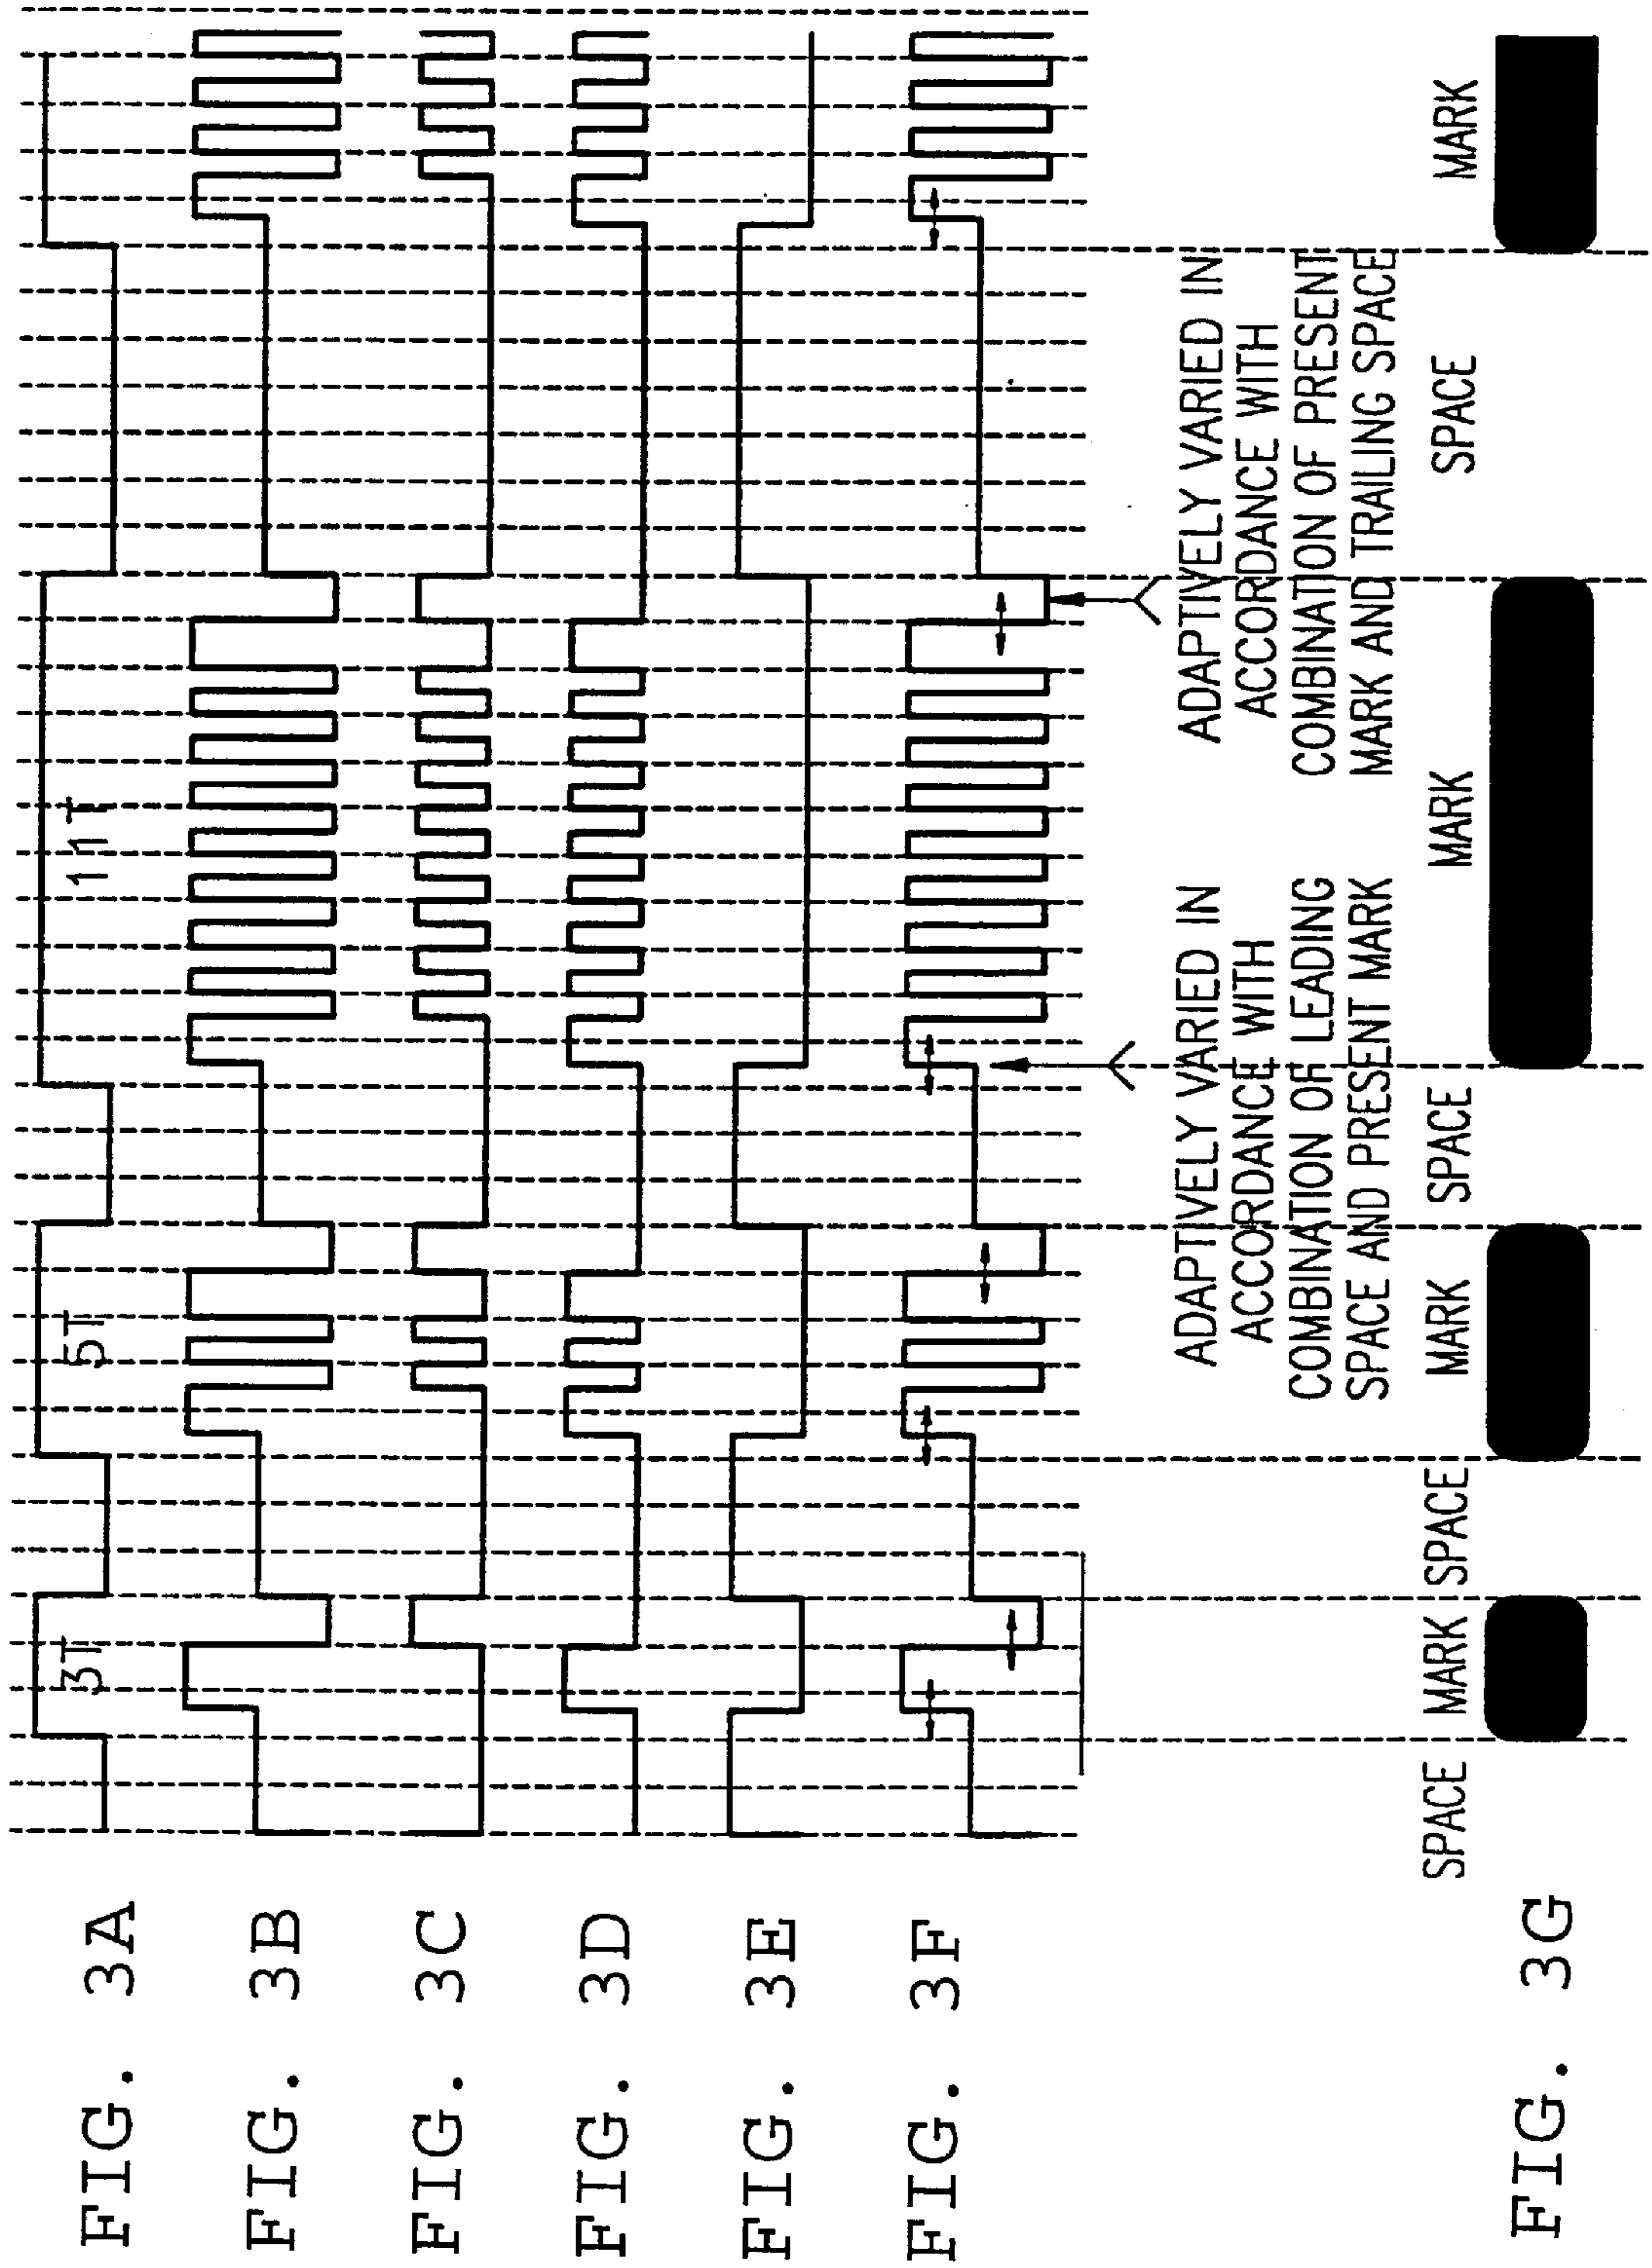 FIG. 3A
3T
5T
11T
FIG. 3B
FIG. 3C
FIG. 3D
FIG. 3E
FIG. 3F
ADAPTIVELY VARIED IN
ACCORDANCE WITH
COMBINATION OF LEADING
SPACE AND PRESENT MARK
ADAPTIVELY VARIED IN
ACCORDANCE WITH
COMBINATION OF PRESENT
MARK AND TRAILING SPACE
SPACE MARK SPACE MARK SPACE MARK SPACE MARK
FIG. 3G